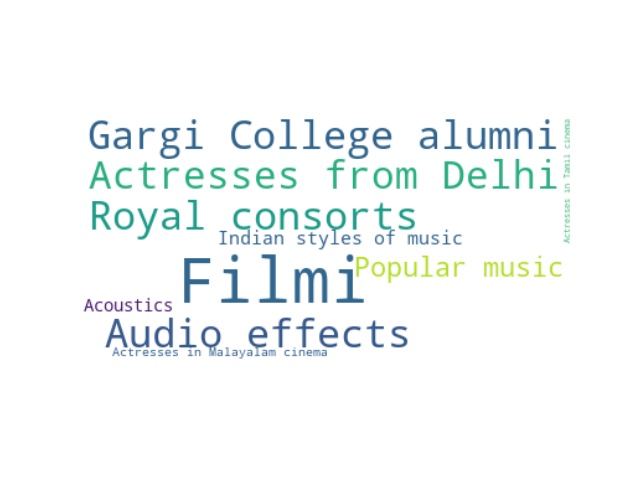 Gargi College alumni
Actresses from Delhi
Royal consorts
Indian styles of music
Filmi
Popular music
Acoustics
Audio effects
Actresses in Malayalam cinema
Actresses in Tamil cinema